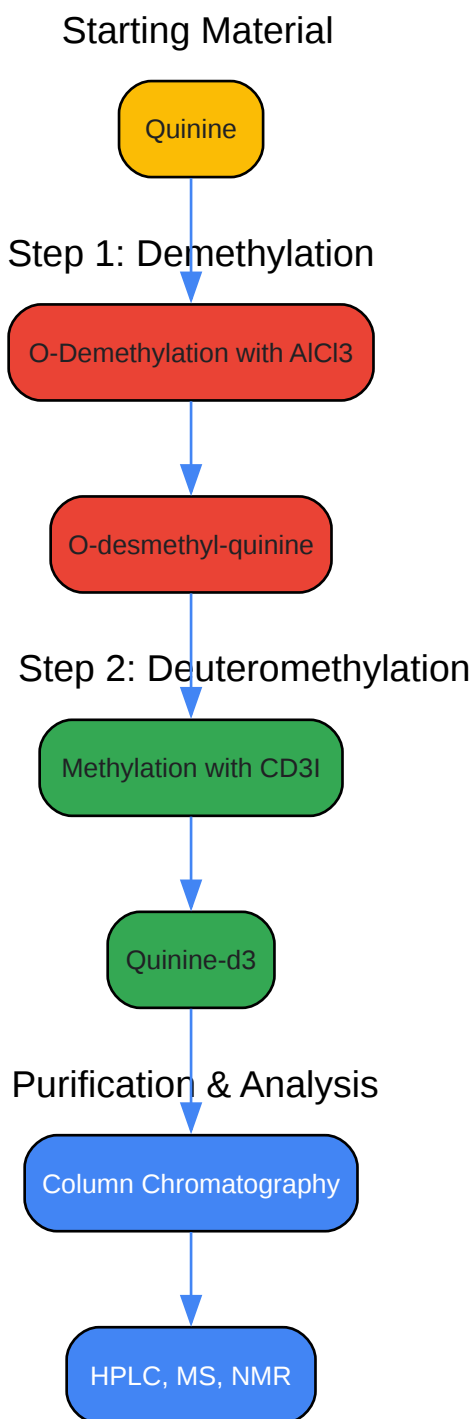 Starting Material
Quinine
Step 1: Demethylation
O-Demethylation with AlCl3
O-desmethyl-quinine
Step 2: Deuteromethylation
Methylation with CD3I
Quinine-d3
Purification & Analysis
Column Chromatography
HPLC, MS, NMR